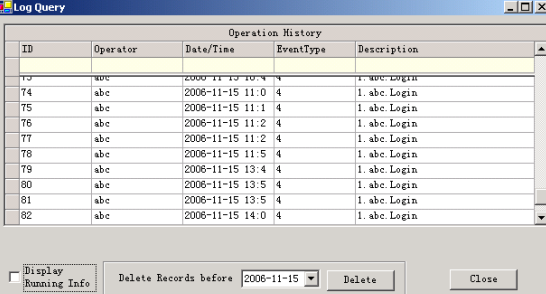 Log Query
Operation History
ID Operator Date/Time EventType Description
73 abc 2006-11-15 10:4 4 1. abc. Login
74 abc 2006-11-15 11:0 4 1. abc. Login
75 abc 2006-11-15 11:1 4 1. abc. Login
76 abc 2006-11-15 11:2 4 1. abc. Login
77 abc 2006-11-15 11:2 4 1. abc. Login
78 abc 2006-11-15 11:5 4 1. abc. Login
79 abc 2006-11-15 13:4 4 1. abc. Login
80 abc 2006-11-15 13:5 4 1. abc. Login
81 abc 2006-11-15 13:5 4 1. abc. Login
82 abc 2006-11-15 14:0 4 1. abc. Login
Display
Running Info
Delete Records before 2006-11-15 Delete Close